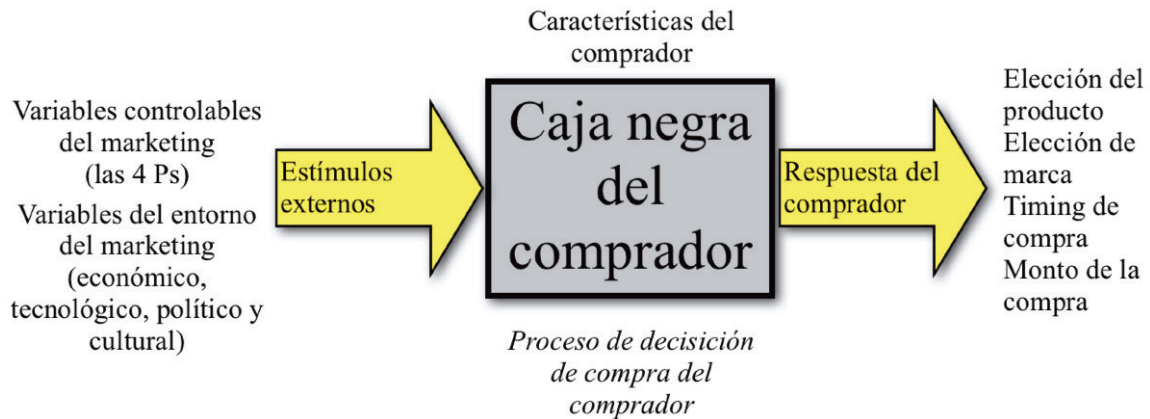 Variables controlables
del marketing
(las 4 Ps)
Variables del entorno
del marketing
(económico,
tecnológico, político y
cultural)
Estímulos
externos
Características del
comprador
Caja negra
del
comprador
Proceso de decisición
de compra del
comprador
Respuesta del
comprador
Elección del
producto
Elección de
marca
Timing de
compra
Monto de la
compra